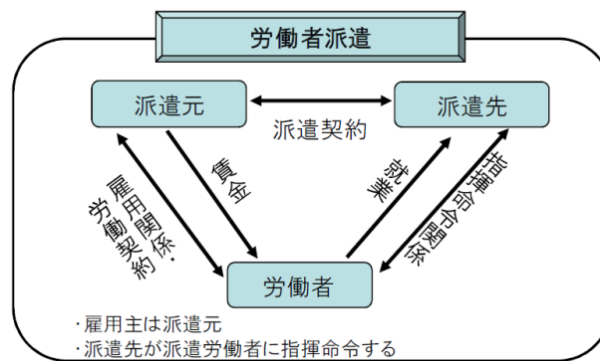 労働者派遣
派遣元
派遣先
派遣契約
賃金
就業
雇用関係・
労働契約
指揮命令関係
労働者
・雇用主は派遣元
・派遣先が派遣労働者に指揮命令する